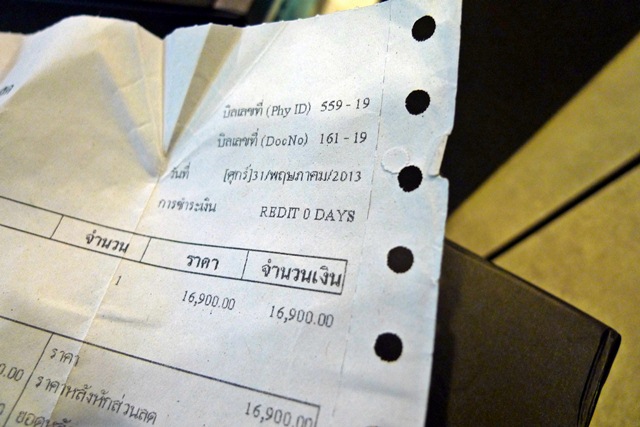 บิลเลขที่ (Phy ID) 559 - 19
บิลเลขที่ (DocNo) 161 - 19
วันที่ [ศุกร์]31/พฤษภาคม/2013
การชำระเงิน REDIT 0 DAYS
จำนวน ราคา จำนวนเงิน
1 16,900.00 16,900.00
ราคา
ราคาหลังหักส่วนลด 16,900.00